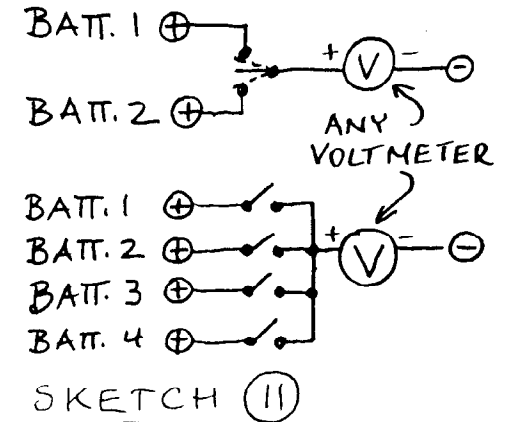 BATT. 1 ⊕
+ V - ⊖
BATT. 2 ⊕
ANY
VOLTMETER
BATT. 1 ⊕
BATT. 2 ⊕ + V - ⊖
BATT. 3 ⊕
BATT. 4 ⊕
SKETCH 11